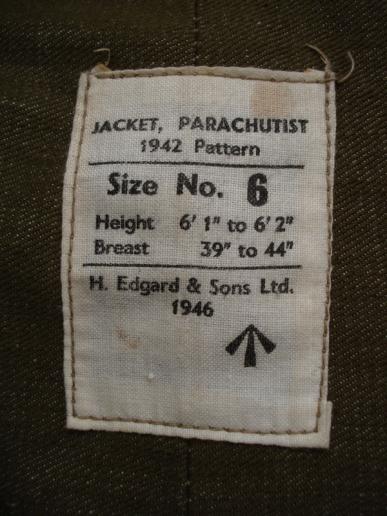 JACKET, PARACHUTIST
1942 Pattern
Size No. 6
Height 6' 1" to 6' 2"
Breast 39" to 44"
H. Edgard & Sons Ltd.
1946